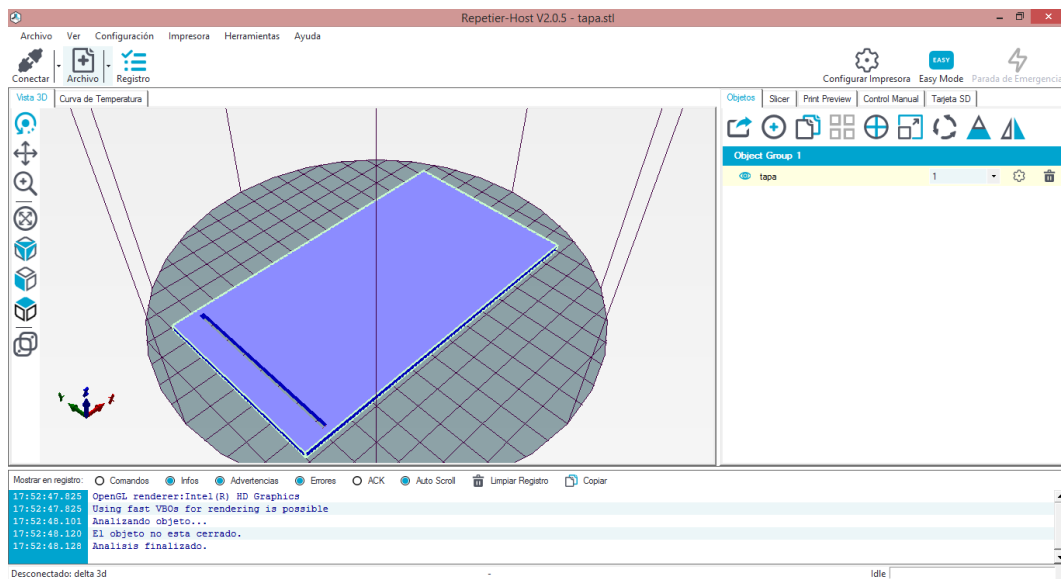 Repetier-Host V2.0.5 - tapa.stl
Archivo Ver Configuración Impresora Herramientas Ayuda
Conectar Archivo Registro Configurar Impresora EASY Easy Mode Parada de Emergencia
Vista 3D Curva de Temperatura
Objetos Slicer Print Preview Control Manual Tarjeta SD
Object Group 1
tapa 1
Y Z X
Mostrar en registro: Comandos Infos Advertencias Errores ACK Auto Scroll Limpiar Registro Copiar
17:52:47.825 OpenGL renderer:Intel(R) HD Graphics
17:52:47.825 Using fast VBOs for rendering is possible
17:52:48.101 Analizando objeto...
17:52:48.120 El objeto no esta cerrado.
17:52:48.128 Analisis finalizado.
Desconectado: delta 3d - Idle